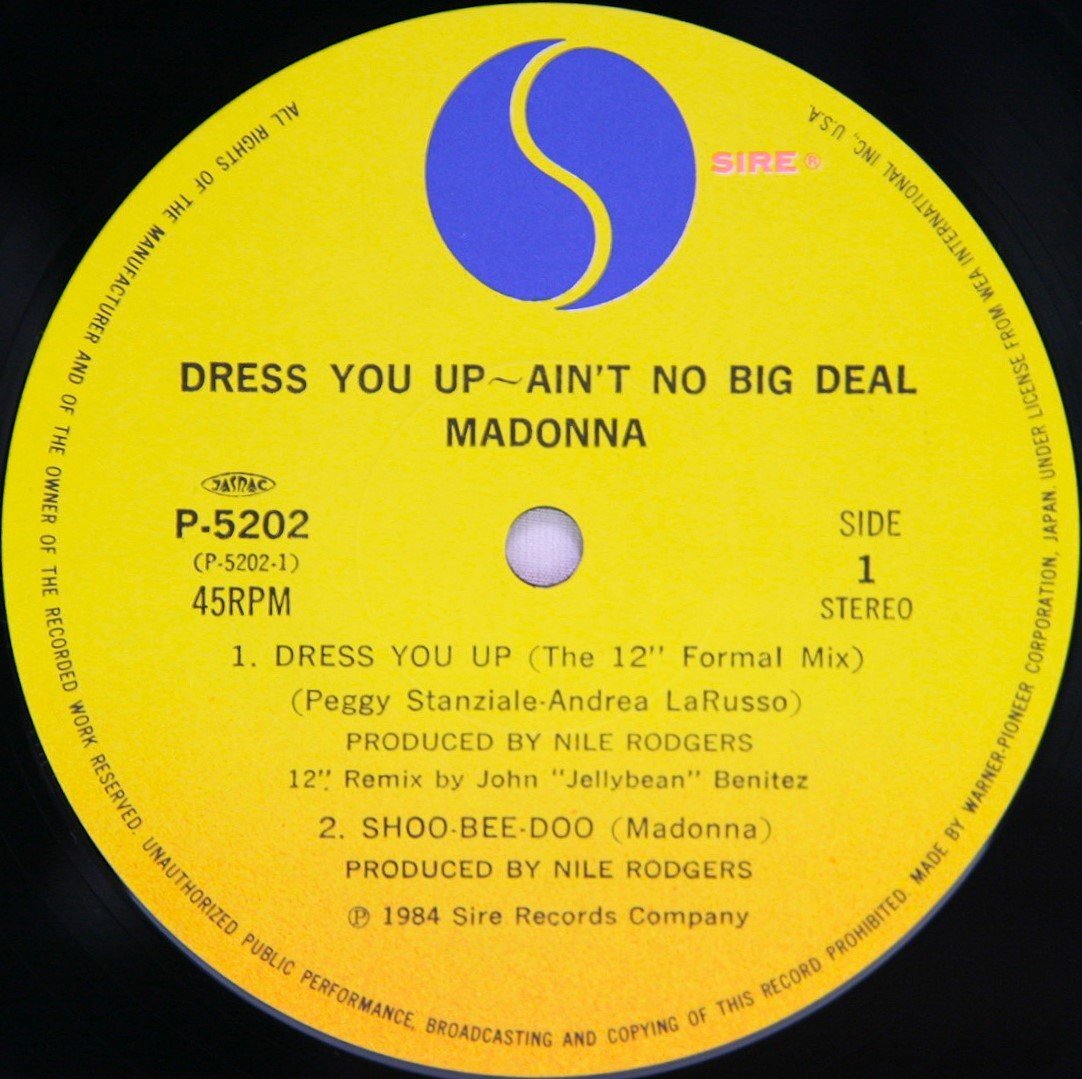 SIRE®
DRESS YOU UP~AIN'T NO BIG DEAL
MADONNA
JASRAC
P-5202
(P-5202-1)
45RPM
SIDE
1
STEREO
1. DRESS YOU UP (The 12'' Formal Mix)
(Peggy Stanziale-Andrea LaRusso)
PRODUCED BY NILE RODGERS
12'', Remix by John "Jellybean" Benitez
2. SHOO-BEE-DOO (Madonna)
PRODUCED BY NILE RODGERS
℗ 1984 Sire Records Company
ALL RIGHTS OF THE MANUFACTURER AND OF THE OWNER OF THE RECORDED WORK RESERVED. UNAUTHORIZED PUBLIC PERFORMANCE, BROADCASTING AND COPYING OF THIS RECORD PROHIBITED. MADE BY WARNER-PIONEER CORPORATION, JAPAN. UNDER LICENSE FROM WEA INTERNATIONAL INC., U.S.A.